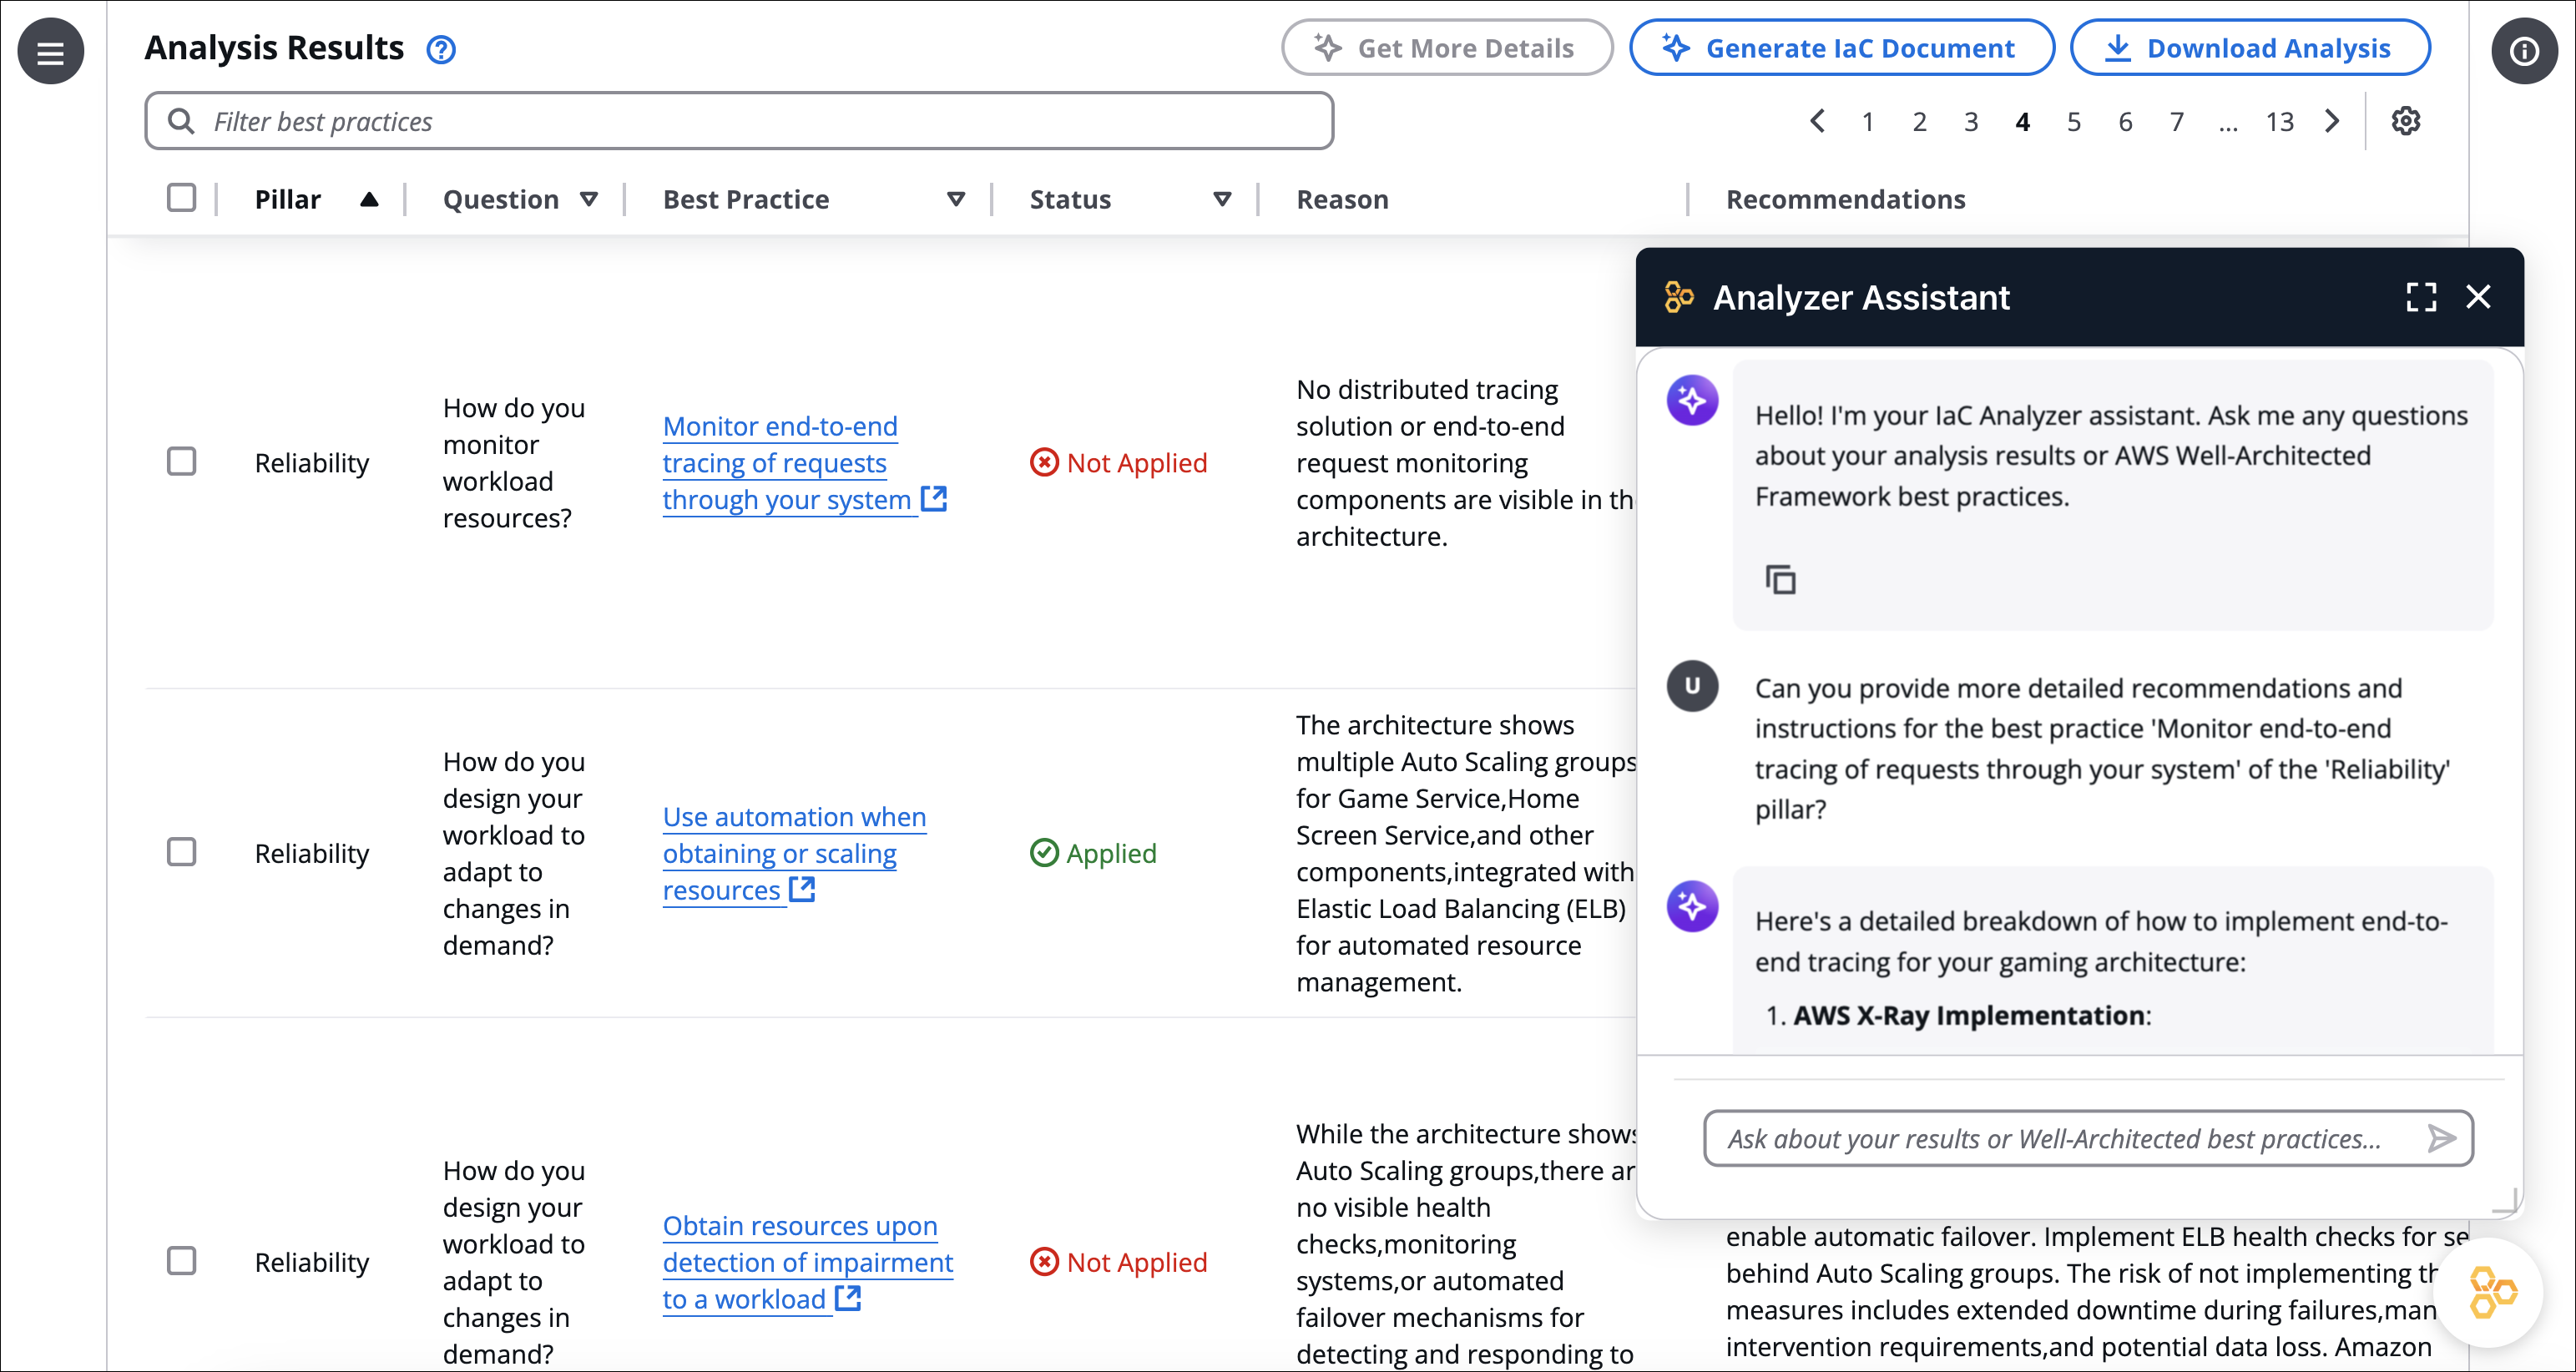 Analysis Results
Get More Details
Generate IaC Document
Download Analysis
Filter best practices
1 2 3 4 5 6 7 ... 13
Pillar Question Best Practice Status Reason Recommendations
Reliability
How do you
monitor
workload
resources?
Monitor end-to-end
tracing of requests
through your system
Not Applied
No distributed tracing
solution or end-to-end
request monitoring
components are visible in
architecture.
Reliability
How do you
design your
workload to
adapt to
changes in
demand?
Use automation when
obtaining or scaling
resources
Applied
The architecture shows
multiple Auto Scaling groups
for Game Service,Home
Screen Service,and other
components,integrated with
Elastic Load Balancing (ELB)
for automated resource
management.
Reliability
How do you
design your
workload to
adapt to
changes in
demand?
Obtain resources upon
detection of impairment
to a workload
Not Applied
While the architecture shows
Auto Scaling groups,there
no visible health
checks,monitoring
systems,or automated
failover mechanisms for
detecting and responding to
enable automatic failover. Implement ELB health checks for
behind Auto Scaling groups. The risk of not implementing
measures includes extended downtime during failures,
intervention requirements,and potential data loss. Amazon
Analyzer Assistant
Hello! I'm your IaC Analyzer assistant. Ask me any questions
about your analysis results or AWS Well-Architected
Framework best practices.
U
Can you provide more detailed recommendations and
instructions for the best practice 'Monitor end-to-end
tracing of requests through your system' of the 'Reliability'
pillar?
Here's a detailed breakdown of how to implement end-to-
end tracing for your gaming architecture:
1. AWS X-Ray Implementation:
Ask about your results or Well-Architected best practices...